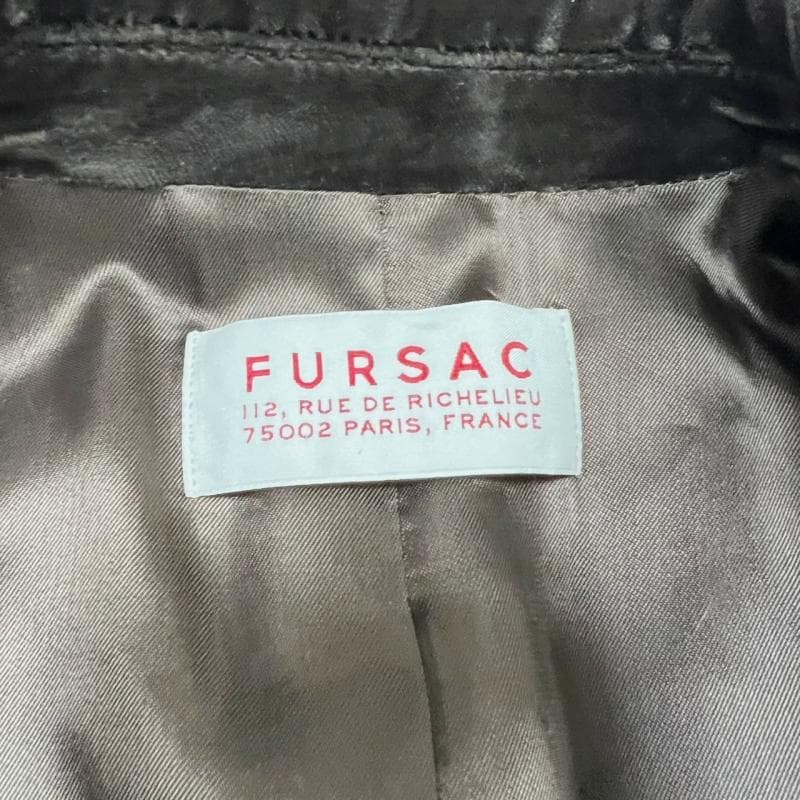 FURSAC
112, RUE DE RICHELIEU
75002 PARIS, FRANCE